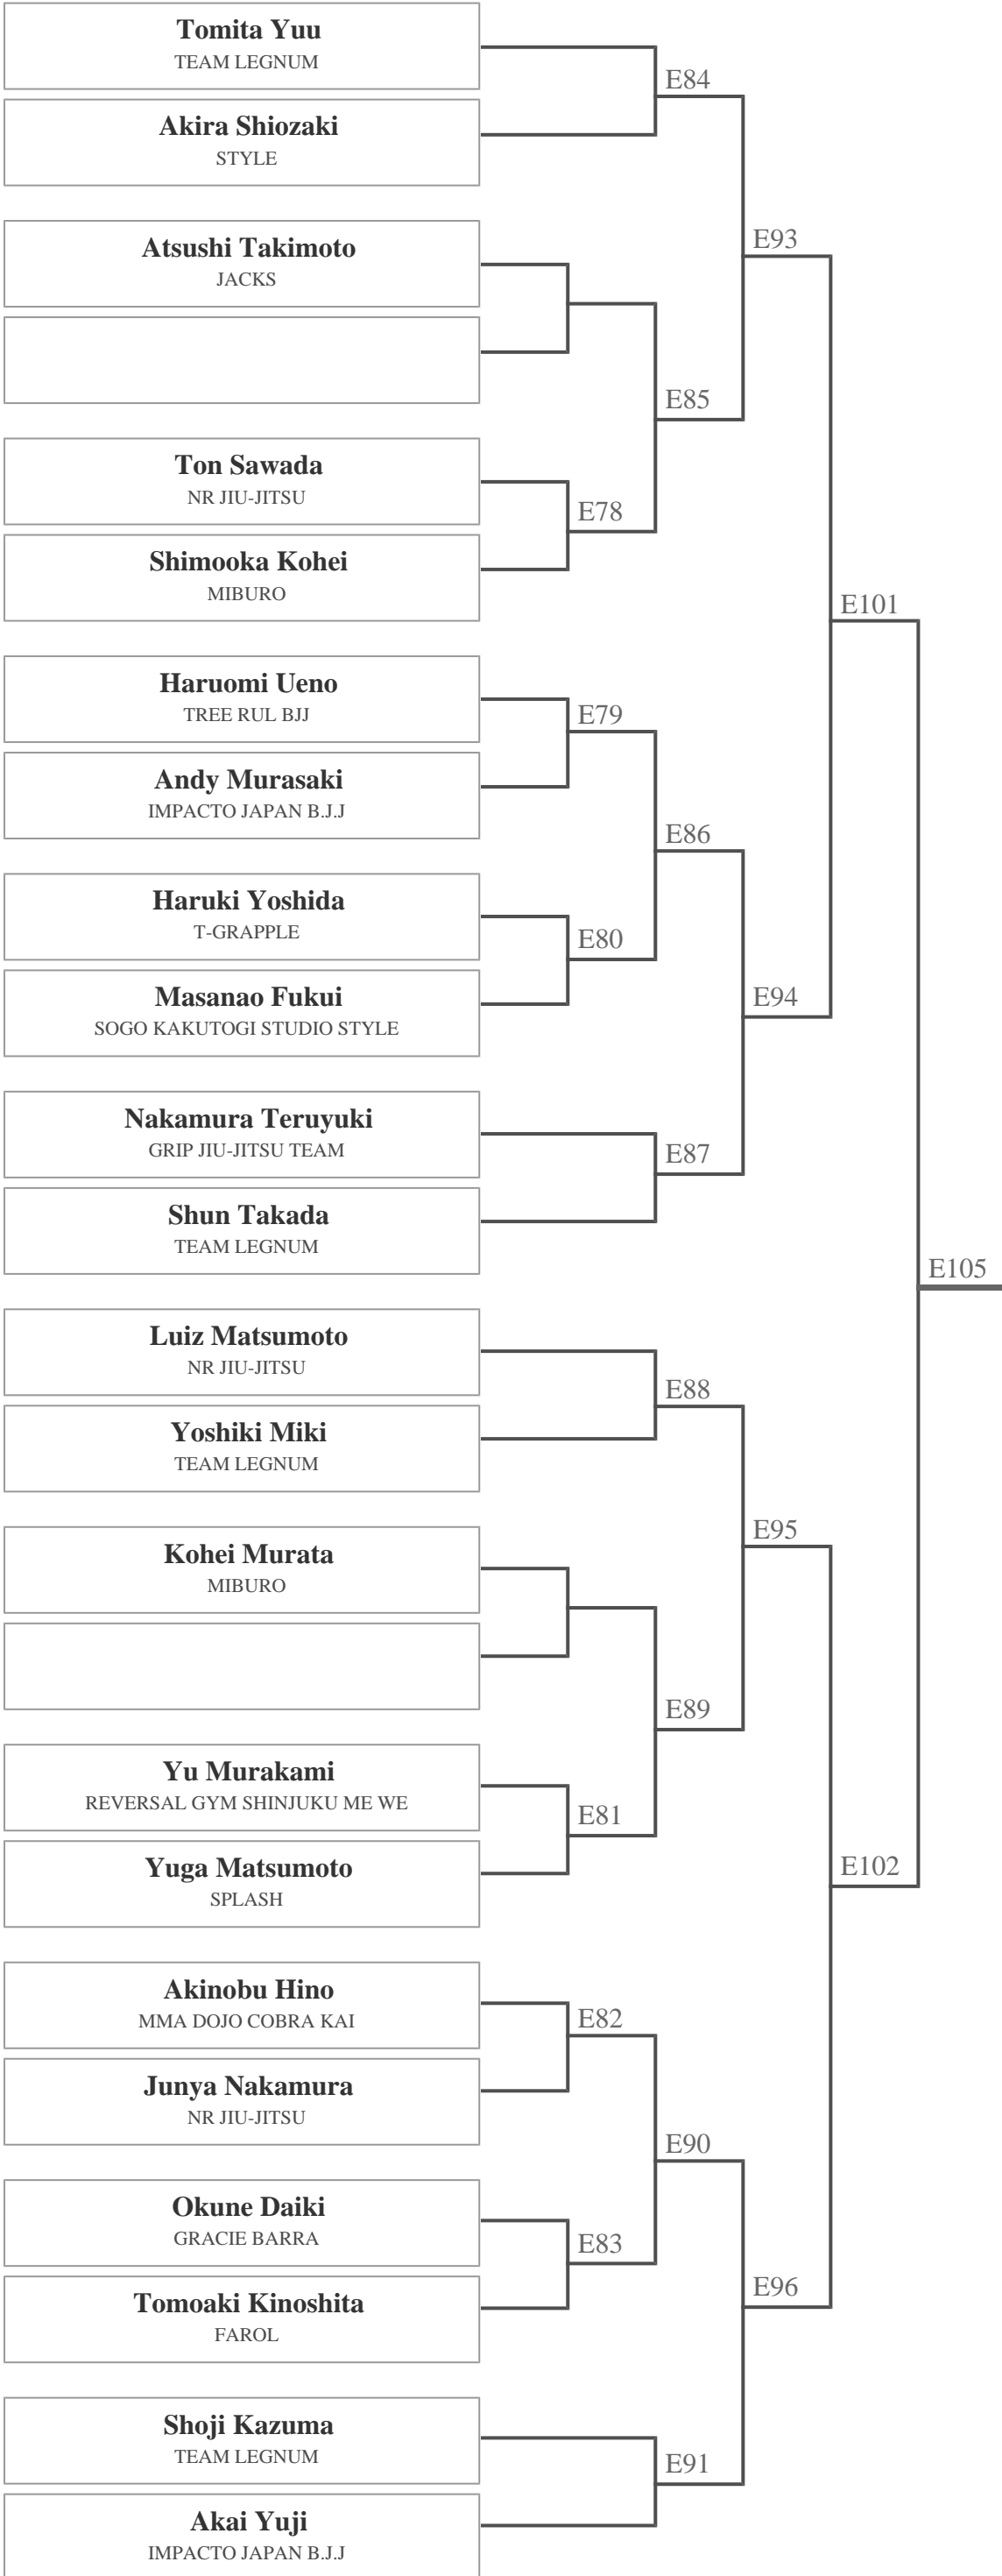 Tomita Yuu
TEAM LEGNUM
E84
Akira Shiozaki
STYLE
Atsushi Takimoto
JACKS
E93
E85
Ton Sawada
NR JIU-JITSU
E78
Shimooka Kohei
MIBURO
E101
Haruomi Ueno
TREE RUL BJJ
E79
Andy Murasaki
IMPACTO JAPAN B.J.J
E86
Haruki Yoshida
T-GRAPPLE
E80
Masanao Fukui
SOGO KAKUTOGI STUDIO STYLE
E94
Nakamura Teruyuki
GRIP JIU-JITSU TEAM
E87
Shun Takada
TEAM LEGNUM
E105
Luiz Matsumoto
NR JIU-JITSU
E88
Yoshiki Miki
TEAM LEGNUM
E95
Kohei Murata
MIBURO
E89
Yu Murakami
REVERSAL GYM SHINJUKU ME WE
E81
Yuga Matsumoto
SPLASH
E102
Akinobu Hino
MMA DOJO COBRA KAI
E82
Junya Nakamura
NR JIU-JITSU
E90
Okune Daiki
GRACIE BARRA
E83
Tomoaki Kinoshita
FAROL
E96
Shoji Kazuma
TEAM LEGNUM
E91
Akai Yuji
IMPACTO JAPAN B.J.J